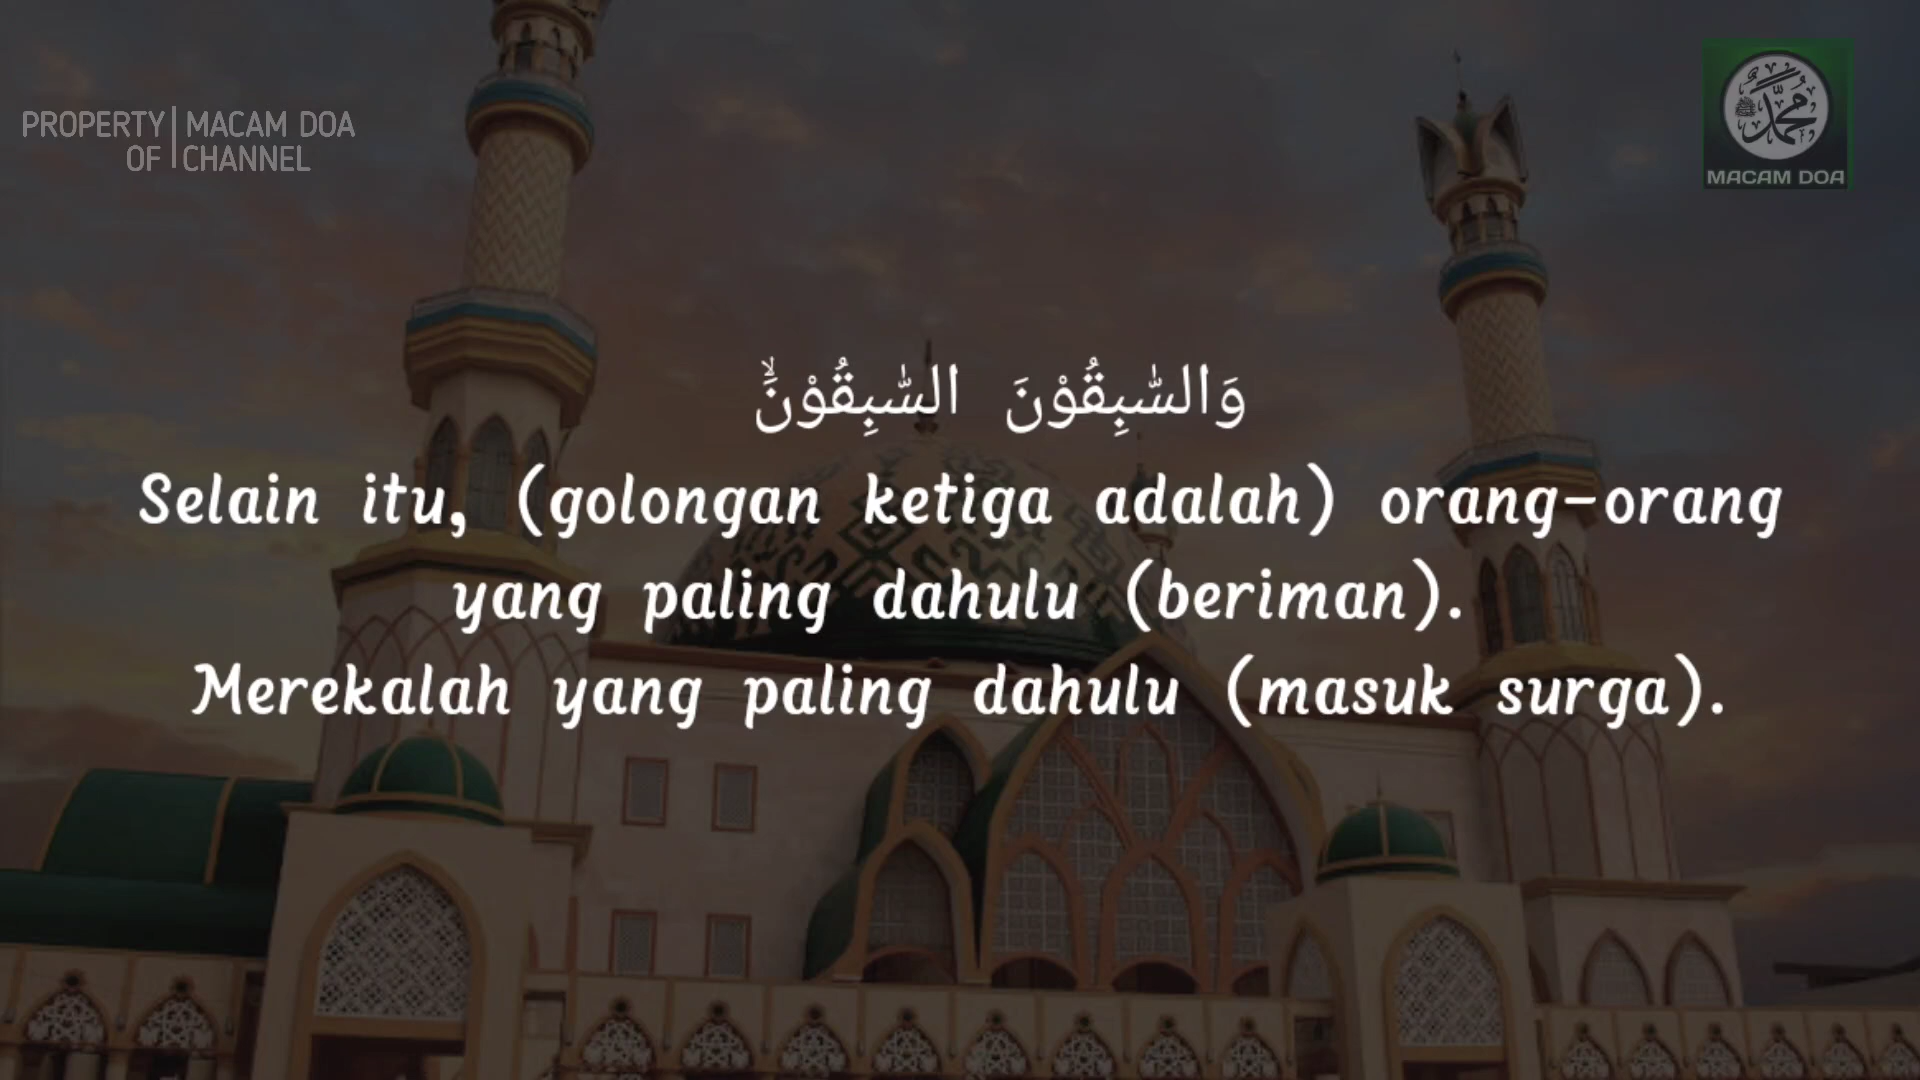 PROPERTY OF | MACAM DOA CHANNEL
محمد
MACAM DOA
وَالسّٰبِقُوْنَ السّٰبِقُوْنَۙ
Selain itu, (golongan ketiga adalah) orang-orang
yang paling dahulu (beriman).
Merekalah yang paling dahulu (masuk surga).